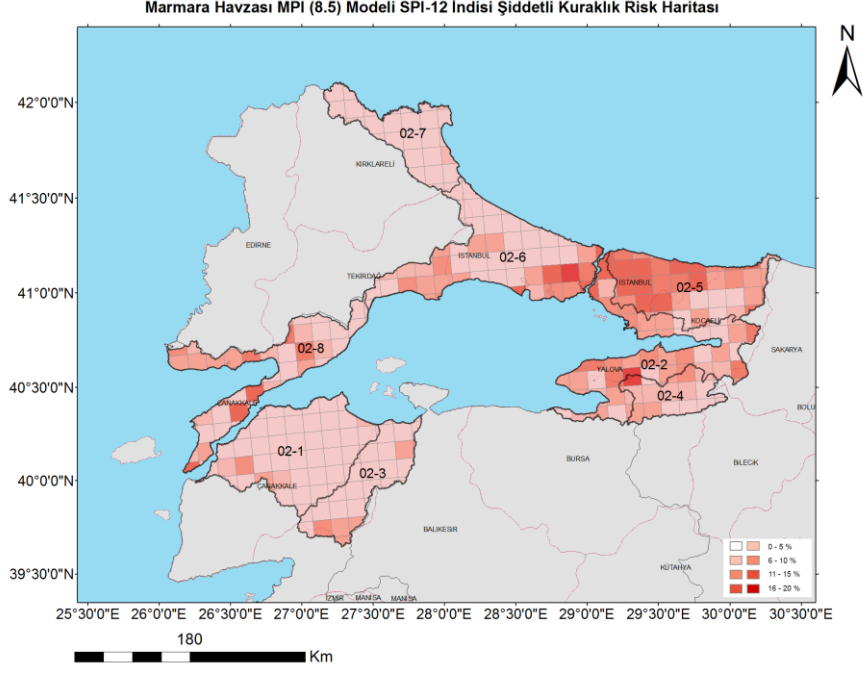 Marmara Havzası MPI (8.5) Modeli SPI-12 İndisi Şiddetli Kuraklık Risk Haritası
N
42°0'0"N
41°30'0"N
41°0'0"N
40°30'0"N
40°0'0"N
39°30'0"N
02-7
KIRKLARELİ
EDİRNE
İSTANBUL
02-6
TEKİRDAĞ
İSTANBUL
02-5
KOCAELİ
SAKARYA
02-8
02-2
YALOVA
02-4
ÇANAKKALE
BOLU
02-1
02-3
ÇANAKKALE
BURSA
BİLECİK
BALIKESİR
KÜTAHYA
İZMİR
MANİSA
MANİSA
0 - 5 %
6 - 10 %
11 - 15 %
16 - 20 %
25°30'0"E 26°0'0"E 26°30'0"E 27°0'0"E 27°30'0"E 28°0'0"E 28°30'0"E 29°0'0"E 29°30'0"E 30°0'0"E 30°30'0"E
180
Km